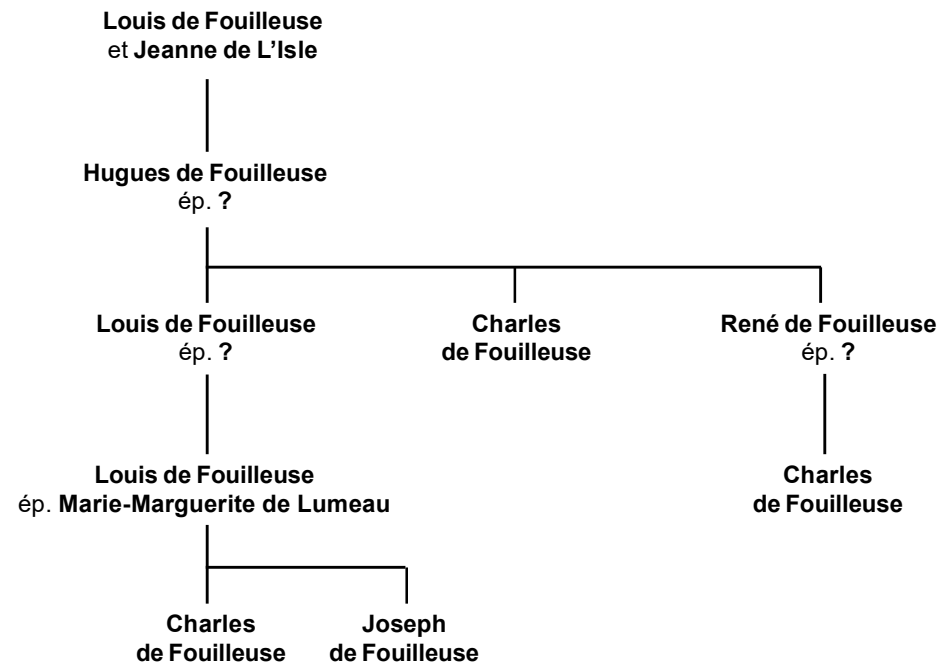 Louis de Fouilleuse
et Jeanne de L’Isle
Hugues de Fouilleuse
ép. ?
Louis de Fouilleuse
ép. ?
Charles
de Fouilleuse
René de Fouilleuse
ép. ?
Louis de Fouilleuse
ép. Marie-Marguerite de Lumeau
Charles
de Fouilleuse
Charles
de Fouilleuse
Joseph
de Fouilleuse